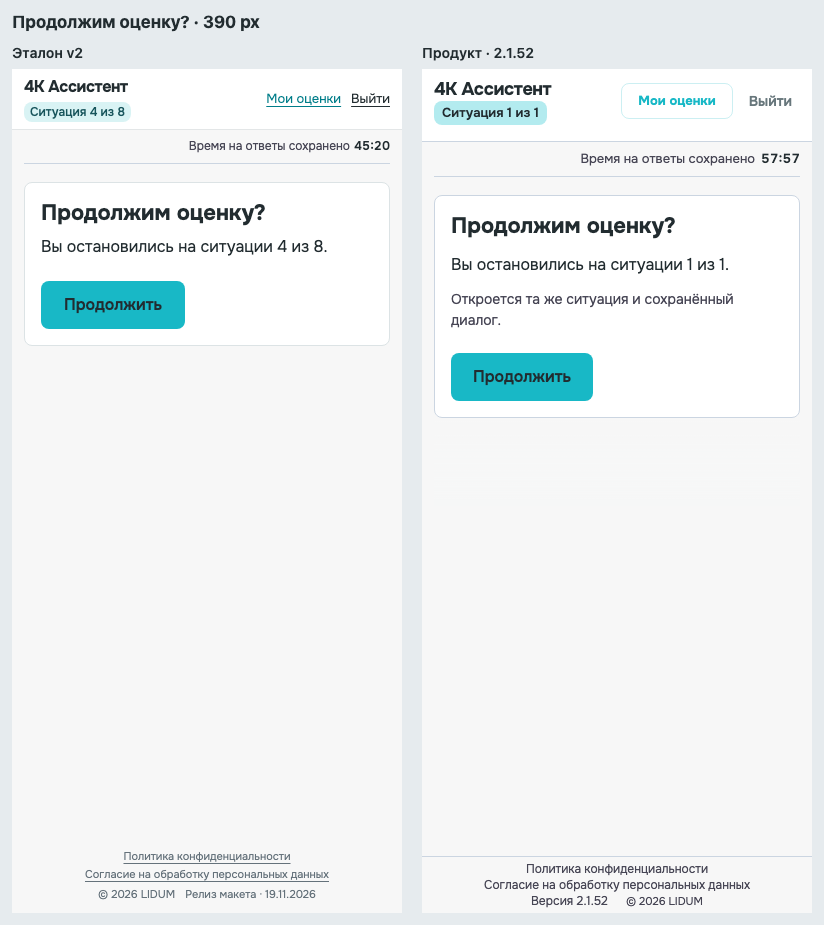 Продолжим оценку? · 390 px
Эталон v2
4К Ассистент
Ситуация 4 из 8
Мои оценки Выйти
Время на ответы сохранено 45:20
Продолжим оценку?
Вы остановились на ситуации 4 из 8.
Продолжить
Политика конфиденциальности
Согласие на обработку персональных данных
© 2026 LIDUM Релиз макета · 19.11.2026
Продукт · 2.1.52
4К Ассистент
Ситуация 1 из 1
Мои оценки Выйти
Время на ответы сохранено 57:57
Продолжим оценку?
Вы остановились на ситуации 1 из 1.
Откроется та же ситуация и сохранённый
диалог.
Продолжить
Политика конфиденциальности
Согласие на обработку персональных данных
Версия 2.1.52 © 2026 LIDUM